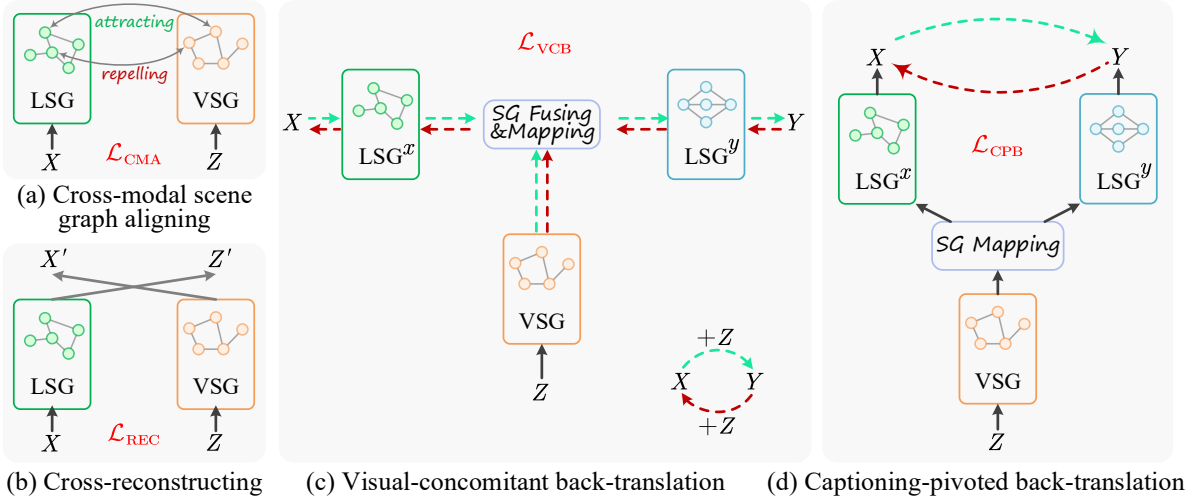 attracting
repelling
LSG
VSG
X
Z
ℒ_CMA
(a) Cross-modal scene
graph aligning
X′
Z′
LSG
VSG
X
Z
ℒ_REC
(b) Cross-reconstructing
ℒ_VCB
X
LSG^x
SG Fusing
&Mapping
LSG^y
Y
VSG
Z
+Z
X
Y
+Z
(c) Visual-concomitant back-translation
X
Y
LSG^x
ℒ_CPB
LSG^y
SG Mapping
VSG
Z
(d) Captioning-pivoted back-translation